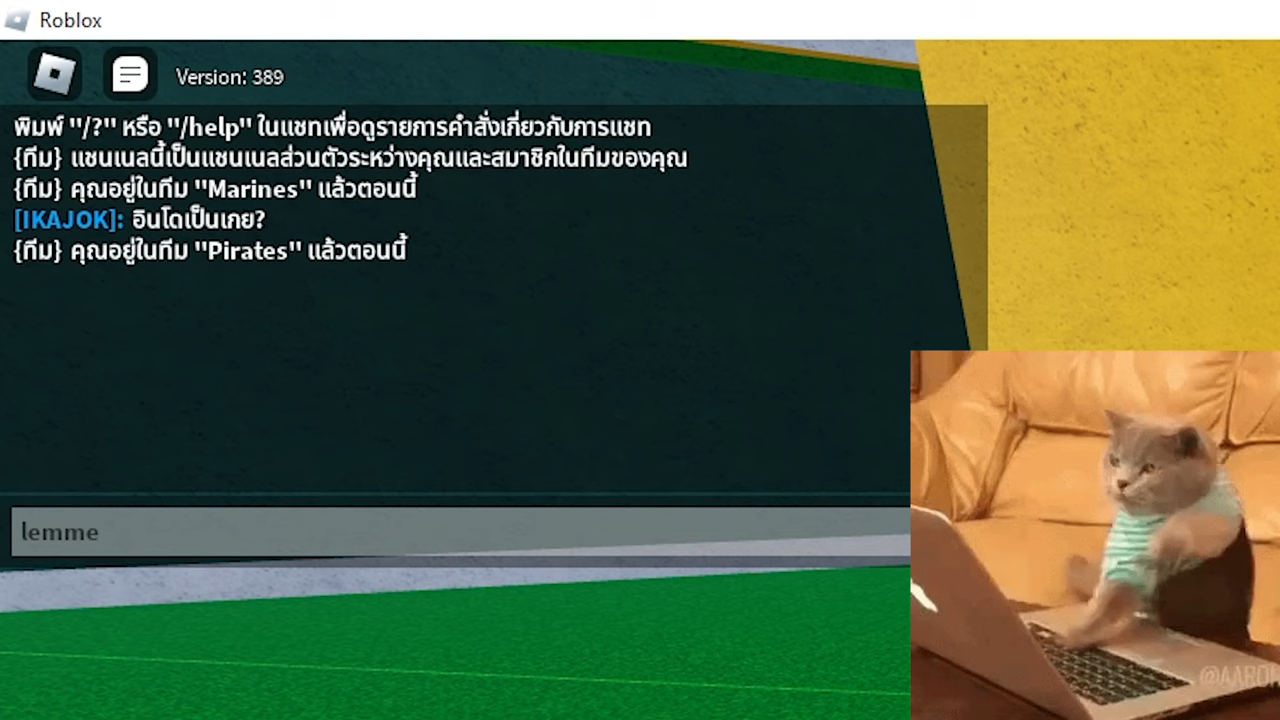 Roblox
Version: 389
พิมพ์ "/?" หรือ "/help" ในแชทเพื่อดูรายการคำสั่งเกี่ยวกับการแชท
{ทีม} แชนเนลนี้เป็นแชนเนลส่วนตัวระหว่างคุณและสมาชิกในทีมของคุณ
{ทีม} คุณอยู่ในทีม "Marines" แล้วตอนนี้
[IKAJOK]: อินโดเป็นเกย?
{ทีม} คุณอยู่ในทีม "Pirates" แล้วตอนนี้
lemme